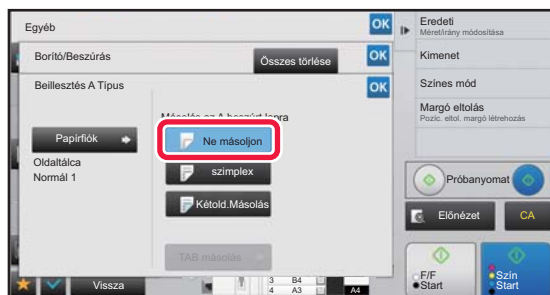 Egyéb
OK
Borító/Beszúrás
Összes törlése
OK
Beillesztés A Típus
OK
Másolás az A beszúrt lapra
Papírfiók
Oldaltálca
Normál 1
Ne másoljon
szimplex
Kétold.Másolás
TAB másolás
Vissza
3 B4
4 A3
A4
Eredeti
Méret/irány módosítása
Kimenet
Színes mód
Margó eltolás
Pozíc. eltol. margó létrehozás
Próbanyomat
Előnézet
CA
F/F
Start
Szín
Start